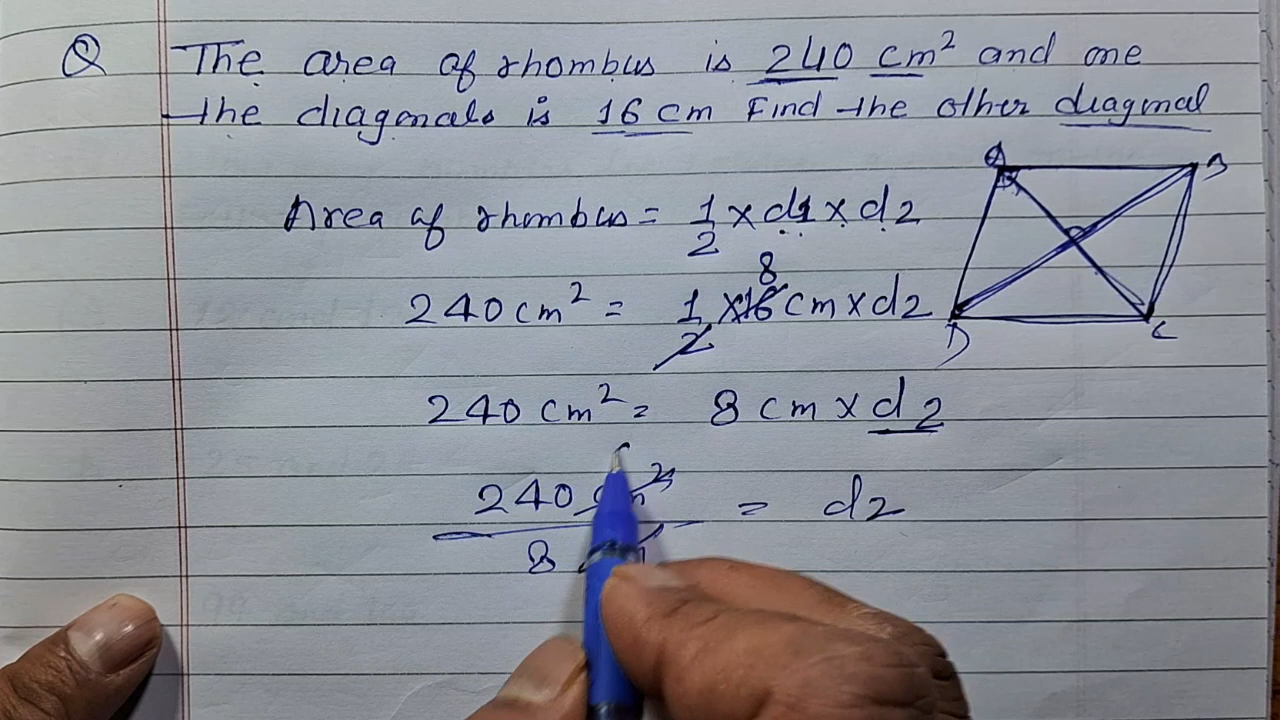 Q The area of rhombus is 240 cm² and one
the diagonals is 16 cm Find the other diagonal
A B
Area of rhombus = 1/2 × d1 × d2
8
240 cm² = 1/2 × 16 cm × d2
D C
240 cm² = 8 cm × d2
240 cm² = d2
8